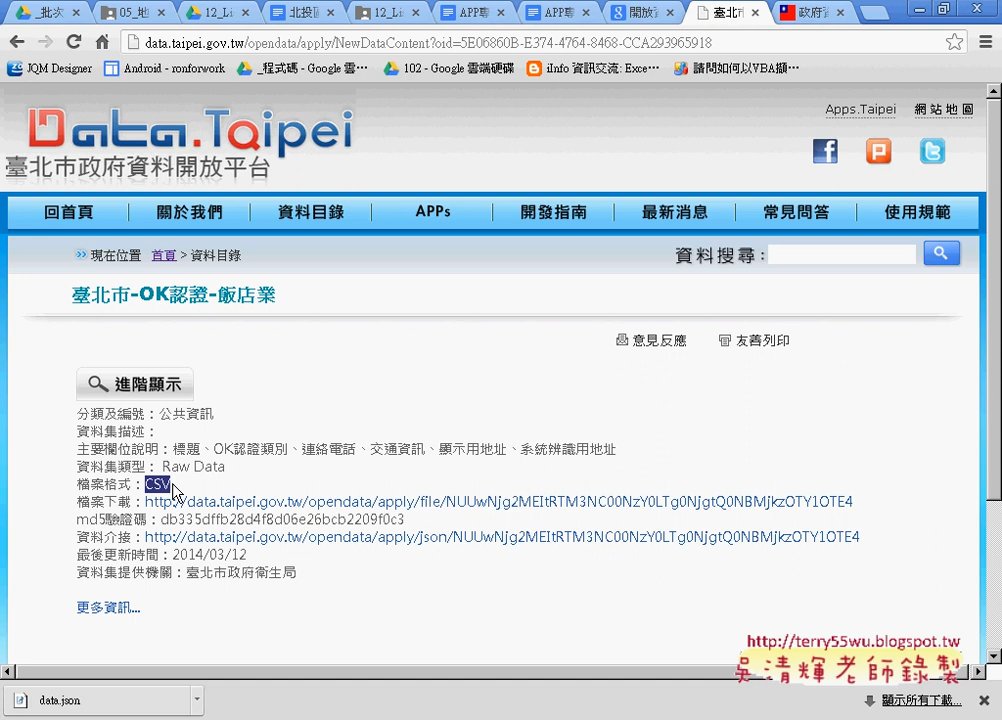 _批次
05_地
12_Li
北投區
12_Li
APP專
APP專
開放資
臺北市
政府資
data.taipei.gov.tw/opendata/apply/NewDataContent?oid=5E06860B-E374-4764-8468-CCA293965918
JQM Designer
Android - ronforwork
_程式碼 - Google 雲…
102 - Google 雲端硬碟
iInfo 資訊交流: Exce…
請問如何以VBA擷…
Data.Taipei
臺北市政府資料開放平台
Apps.Taipei
網站地圖
回首頁
關於我們
資料目錄
APPs
開發指南
最新消息
常見問答
使用規範
現在位置 首頁 > 資料目錄
資料搜尋：
臺北市-OK認證-飯店業
意見反應
友善列印
進階顯示
分類及編號：公共資訊
資料集描述：
主要欄位說明：標題、OK認證類別、連絡電話、交通資訊、顯示用地址、系統辨識用地址
資料集類型： Raw Data
檔案格式：CSV
檔案下載：http://data.taipei.gov.tw/opendata/apply/file/NUUwNjg2MEItRTM3NC00NzY0LTg0NjgtQ0NBMjkzOTY1OTE4
md5驗證碼：db335dffb28d4f8d06e26bcb2209f0c3
資料介接：http://data.taipei.gov.tw/opendata/apply/json/NUUwNjg2MEItRTM3NC00NzY0LTg0NjgtQ0NBMjkzOTY1OTE4
最後更新時間：2014/03/12
資料集提供機關：臺北市政府衛生局
更多資訊...
http://terry55wu.blogspot.tw
吳清輝老師錄製
data.json
顯示所有下載...